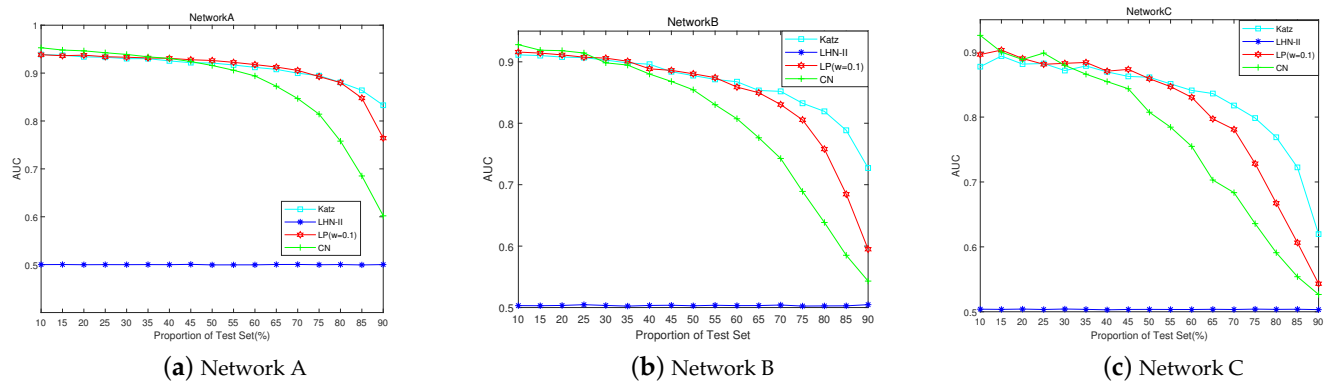 NetworkA
AUC
0.9
0.8
0.7
0.6
0.5
Katz
LHN-II
LP(w=0.1)
CN
10 15 20 25 30 35 40 45 50 55 60 65 70 75 80 85 90
Proportion of Test Set(%)
(a) Network A
NetworkB
AUC
0.9
0.8
0.7
0.6
0.5
Katz
LHN-II
LP(w=0.1)
CN
10 15 20 25 30 35 40 45 50 55 60 65 70 75 80 85 90
Proportion of Test Set
(b) Network B
NetworkC
AUC
0.9
0.8
0.7
0.6
0.5
Katz
LHN-II
LP(w=0.1)
CN
10 15 20 25 30 35 40 45 50 55 60 65 70 75 80 85 90
Proportion of Test Set(%)
(c) Network C